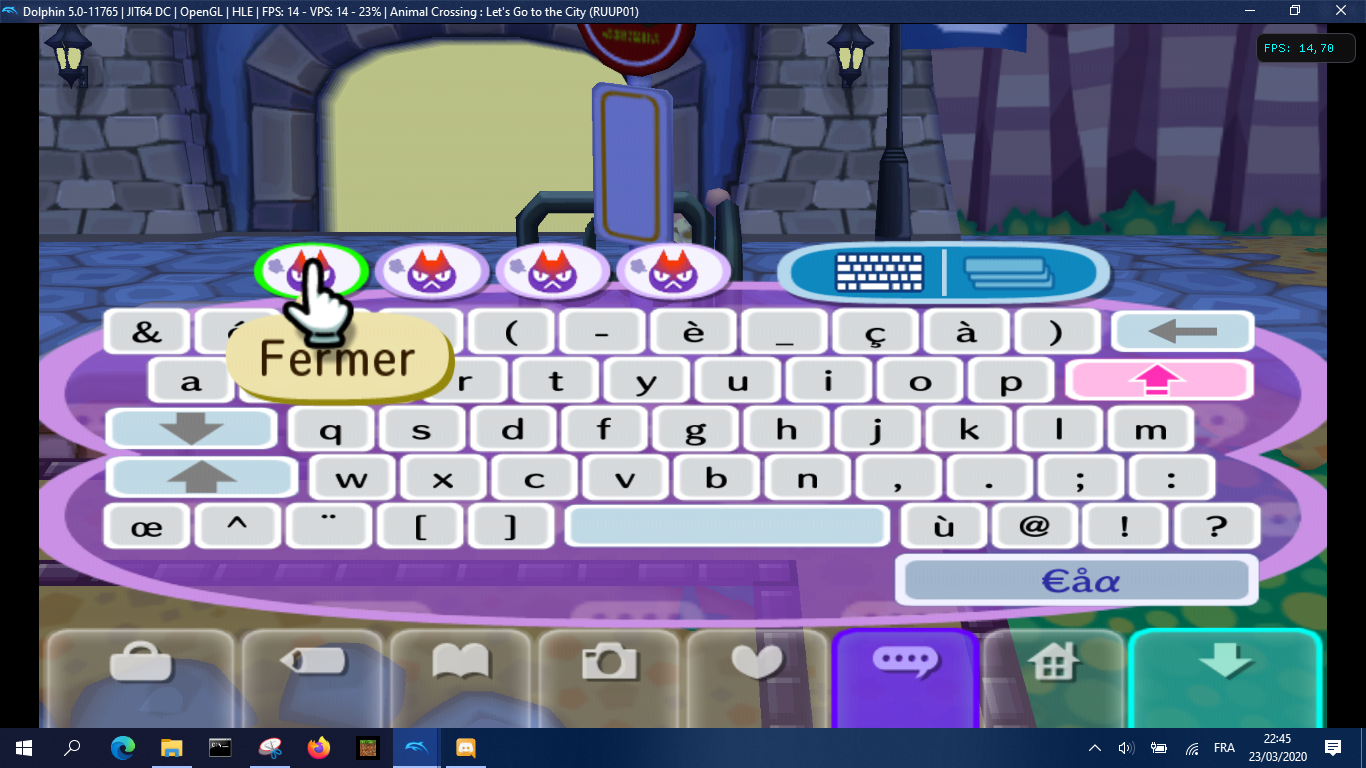 Dolphin 5.0-11765 | JIT64 DC | OpenGL | HLE | FPS: 14 - VPS: 14 - 23% | Animal Crossing : Let's Go to the City (RUUP01)
FPS: 14,70
& ( - è _ ç à )
Fermer
a r t y u i o p
q s d f g h j k l m
w x c v b n , . ; :
œ ^ ¨ [ ] ù @ ! ?
€åα
FRA
22:45
23/03/2020